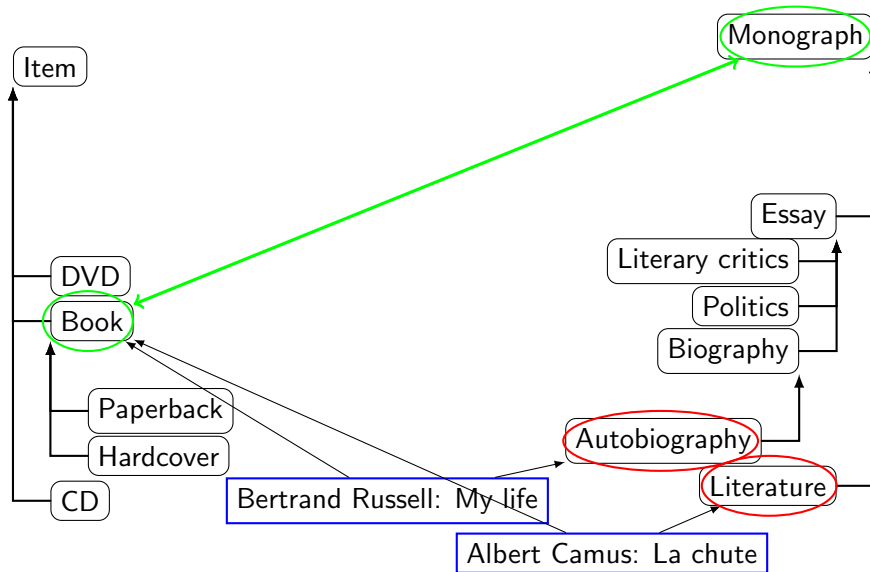 Monograph
Item
Essay
Literary critics
DVD
Politics
Book
Biography
Paperback
Autobiography
Hardcover
Literature
Bertrand Russell: My life
CD
Albert Camus: La chute